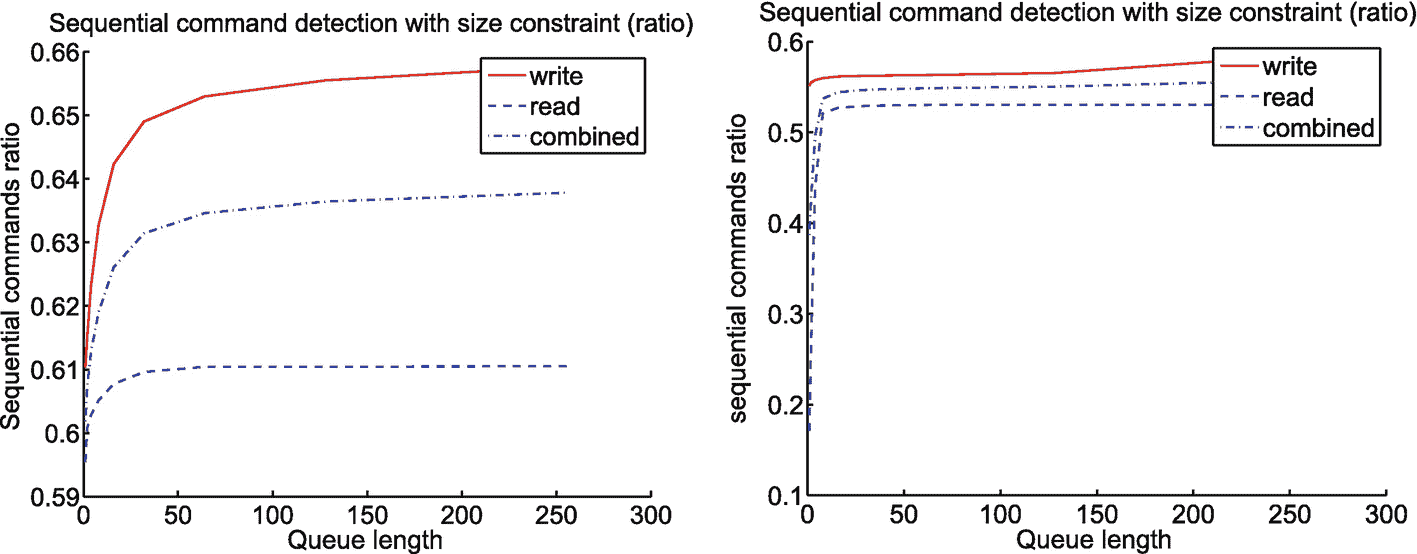 Sequential command detection with size constraint (ratio)
0.66
0.65
0.64
0.63
0.62
0.61
0.6
0.59
Sequential commands ratio
write
read
combined
0 50 100 150 200 250 300
Queue length
Sequential command detection with size constraint (ratio)
0.6
0.5
0.4
0.3
0.2
0.1
sequential commands ratio
write
read
combined
0 50 100 150 200 250 300
Queue length